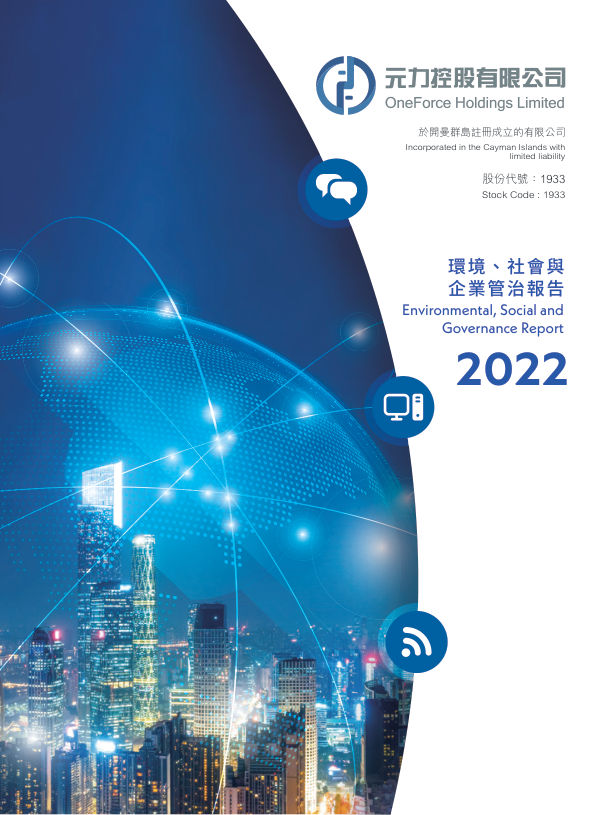 元力控股有限公司
OneForce Holdings Limited
於開曼群島註冊成立的有限公司
Incorporated in the Cayman Islands with
limited liability
股份代號：1933
Stock Code : 1933
環境、社會與
企業管治報告
Environmental, Social and
Governance Report
2022